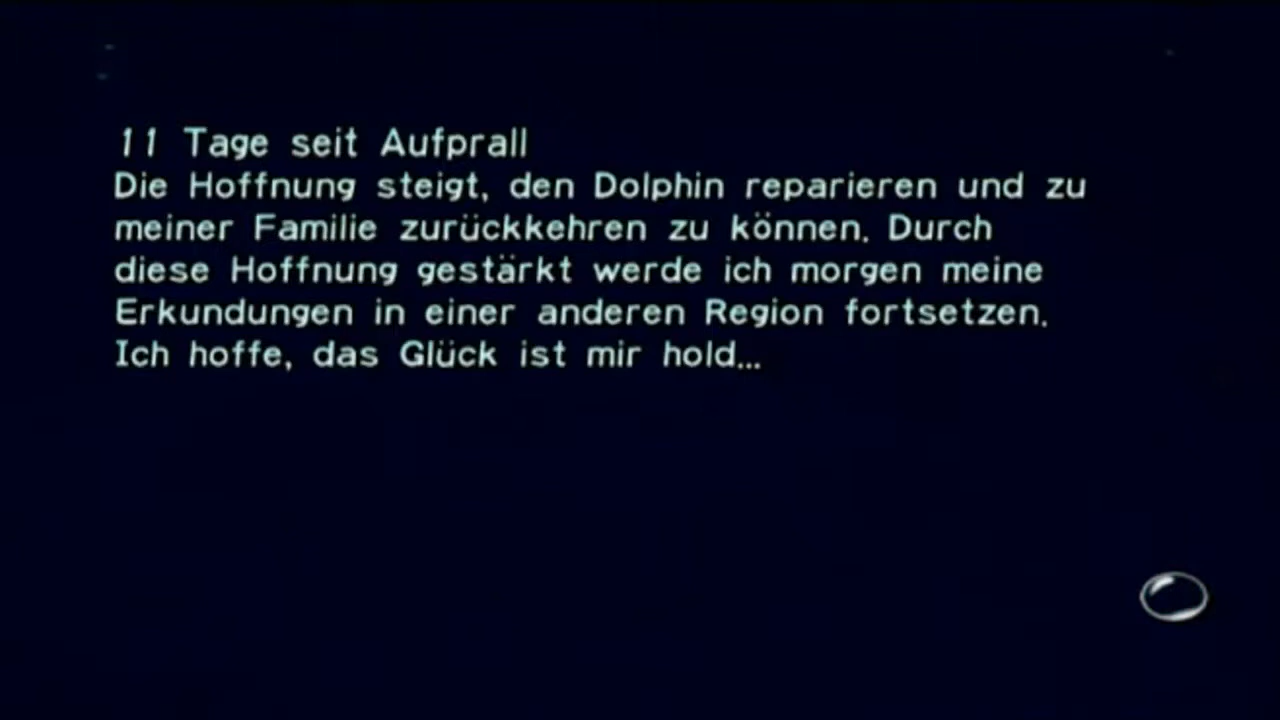 11 Tage seit Aufprall
Die Hoffnung steigt, den Dolphin reparieren und zu
meiner Familie zurückkehren zu können. Durch
diese Hoffnung gestärkt werde ich morgen meine
Erkundungen in einer anderen Region fortsetzen.
Ich hoffe, das Glück ist mir hold...